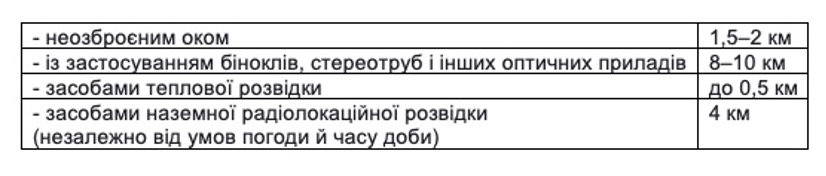 - неозброєним оком 1,5–2 км
- із застосуванням біноклів, стереотруб і інших оптичних приладів 8–10 км
- засобами теплової розвідки до 0,5 км
- засобами наземної радіолокаційної розвідки 4 км
(незалежно від умов погоди й часу доби)